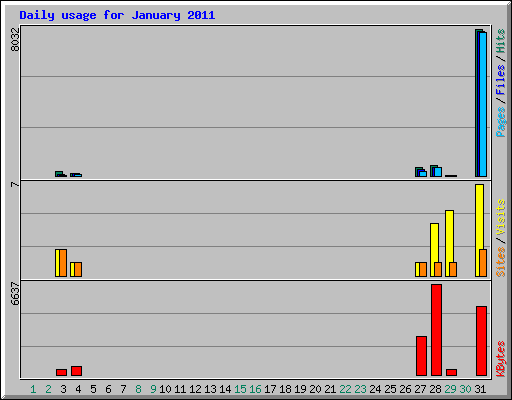 Daily usage for January 2011
8032
Pages / Files / Hits
7
Sites / Visits
6637
KBytes
1 2 3 4 5 6 7 8 9 10 11 12 13 14 15 16 17 18 19 20 21 22 23 24 25 26 27 28 29 30 31